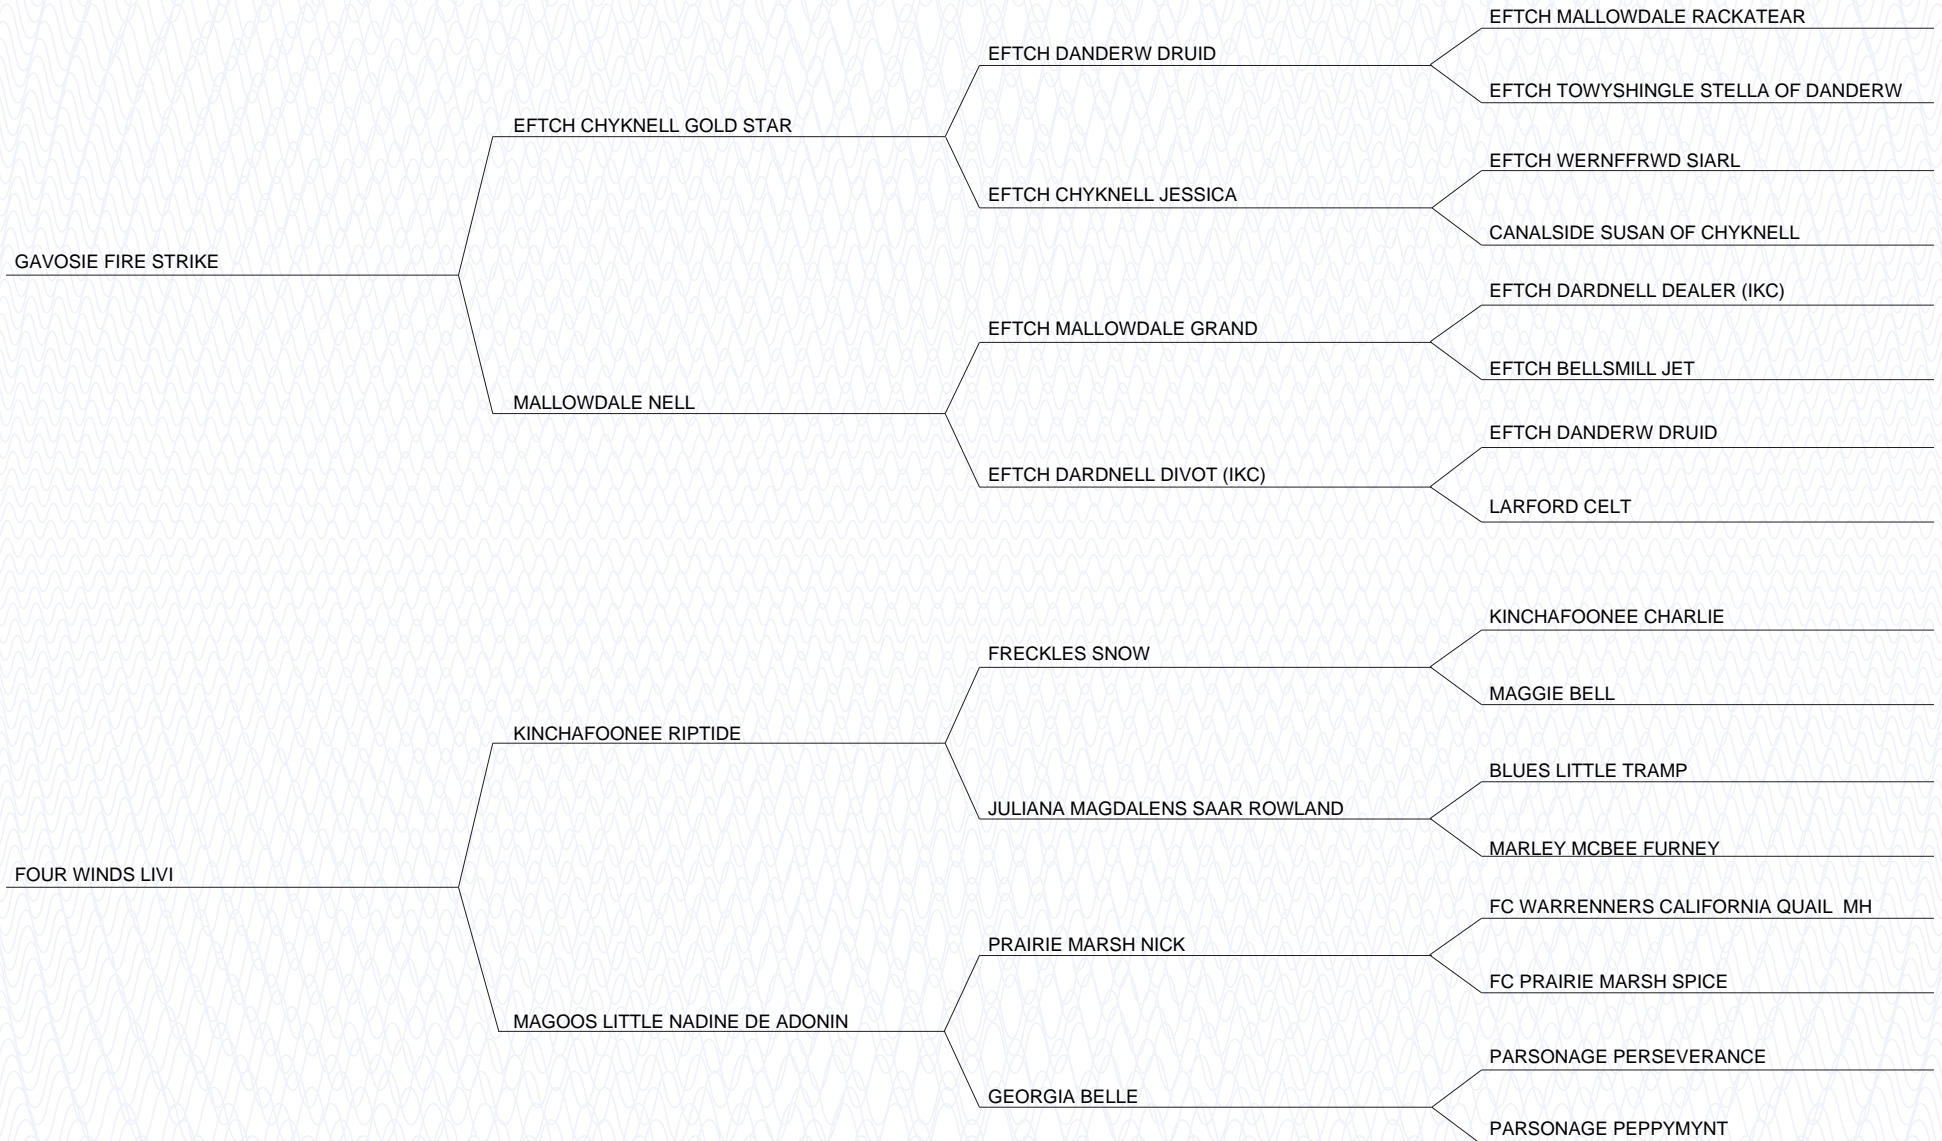 EFTCH MALLOWDALE RACKATEAR
EFTCH DANDERW DRUID
EFTCH TOWYSHINGLE STELLA OF DANDERW
EFTCH CHYKNELL GOLD STAR
EFTCH WERNFFRWD SIARL
EFTCH CHYKNELL JESSICA
CANALSIDE SUSAN OF CHYKNELL
GAVOSIE FIRE STRIKE
EFTCH DARDNELL DEALER (IKC)
EFTCH MALLOWDALE GRAND
EFTCH BELLSMILL JET
MALLOWDALE NELL
EFTCH DANDERW DRUID
EFTCH DARDNELL DIVOT (IKC)
LARFORD CELT
KINCHAFOONEE CHARLIE
FRECKLES SNOW
MAGGIE BELL
KINCHAFOONEE RIPTIDE
BLUES LITTLE TRAMP
JULIANA MAGDALENS SAAR ROWLAND
MARLEY MCBEE FURNEY
FOUR WINDS LIVI
FC WARRENNERS CALIFORNIA QUAIL  MH
PRAIRIE MARSH NICK
FC PRAIRIE MARSH SPICE
MAGOOS LITTLE NADINE DE ADONIN
PARSONAGE PERSEVERANCE
GEORGIA BELLE
PARSONAGE PEPPYMYNT